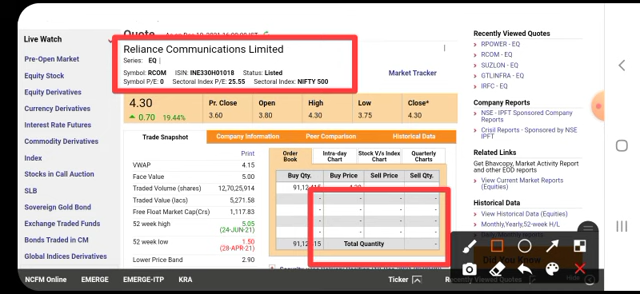 Live Watch
Pre-Open Market
Equity Stock
Equity Derivatives
Currency Derivatives
Interest Rate Futures
Commodity Derivatives
Index
Stocks in Call Auction
SLB
Sovereign Gold Bond
Exchange Traded Funds
Bonds Traded in CM
Global Indices Derivatives
Quote
Reliance Communications Limited
Series: EQ
Symbol: RCOM ISIN: INE330H01018 Status: Listed
Symbol P/E: 0 Sectoral Index P/E: 25.55 Sectoral Index: NIFTY 500
Market Tracker
4.30
0.70 19.44%
Pr. Close Open High Low Close*
3.60 3.80 4.30 3.75 4.30
Trade Snapshot Company Information Peer Comparison Historical Data
Print
VWAP 4.15
Face Value 5.00
Traded Volume (shares) 12,70,25,914
Traded Value (lacs) 5,271.58
Free Float Market Cap(Crs) 1,117.83
52 week high 5.05
(24-JUN-21)
52 week low 1.50
(28-APR-21)
Lower Price Band 2.90
Order Book
Intra-day Chart
Stock V/s Index Chart
Quarterly Charts
Buy Qty. Buy Price Sell Price Sell Qty.
Total Quantity
Recently Viewed Quotes
RPOWER - EQ
RCOM - EQ
SUZLON - EQ
GTLINFRA - EQ
IRFC - EQ
Company Reports
NSE - IPFT Sponsored Company Reports
Crisil Reports - Sponsored by NSE IPFT
Related Links
Get Bhavcopy, Market Activity Report and other EOD reports
View Current Markets (Equities)
Historical Data
View Historical Data (Equities)
Monthly,Yearly,52-week H/L
NCFM Online EMERGE EMERGE-ITP KRA
Ticker
Recently Viewed Quotes